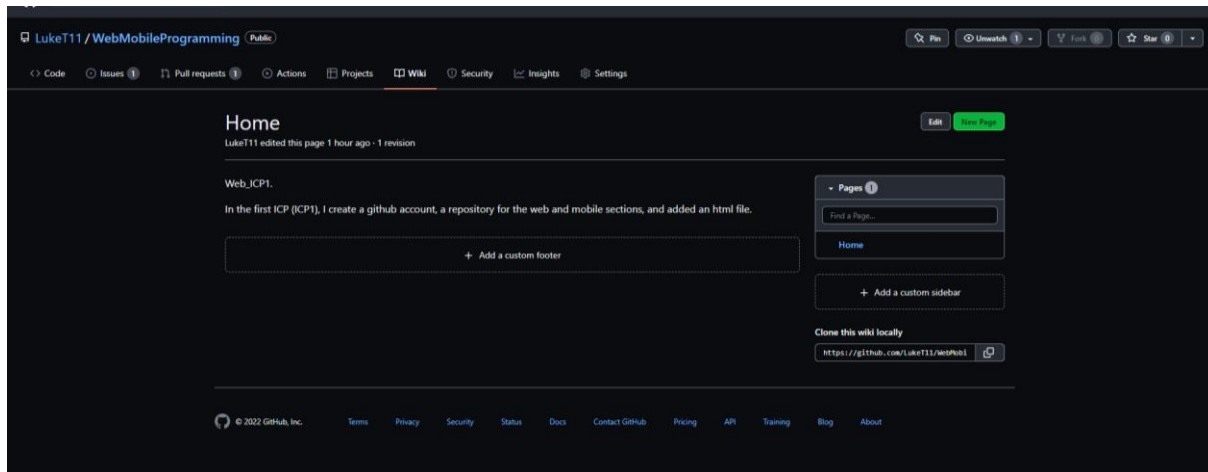 LukeT11 / WebMobileProgramming Public
Pin Unwatch 1 Fork 0 Star 0
<> Code Issues 1 Pull requests 1 Actions Projects Wiki Security Insights Settings
Home
Edit New Page
LukeT11 edited this page 1 hour ago · 1 revision
Web_ICP1.
In the first ICP (ICP1), I create a github account, a repository for the web and mobile sections, and added an html file.
+ Add a custom footer
Pages 1
Find a Page...
Home
+ Add a custom sidebar
Clone this wiki locally
https://github.com/LukeT11/WebMobi
© 2022 GitHub, Inc. Terms Privacy Security Status Docs Contact GitHub Pricing API Training Blog About